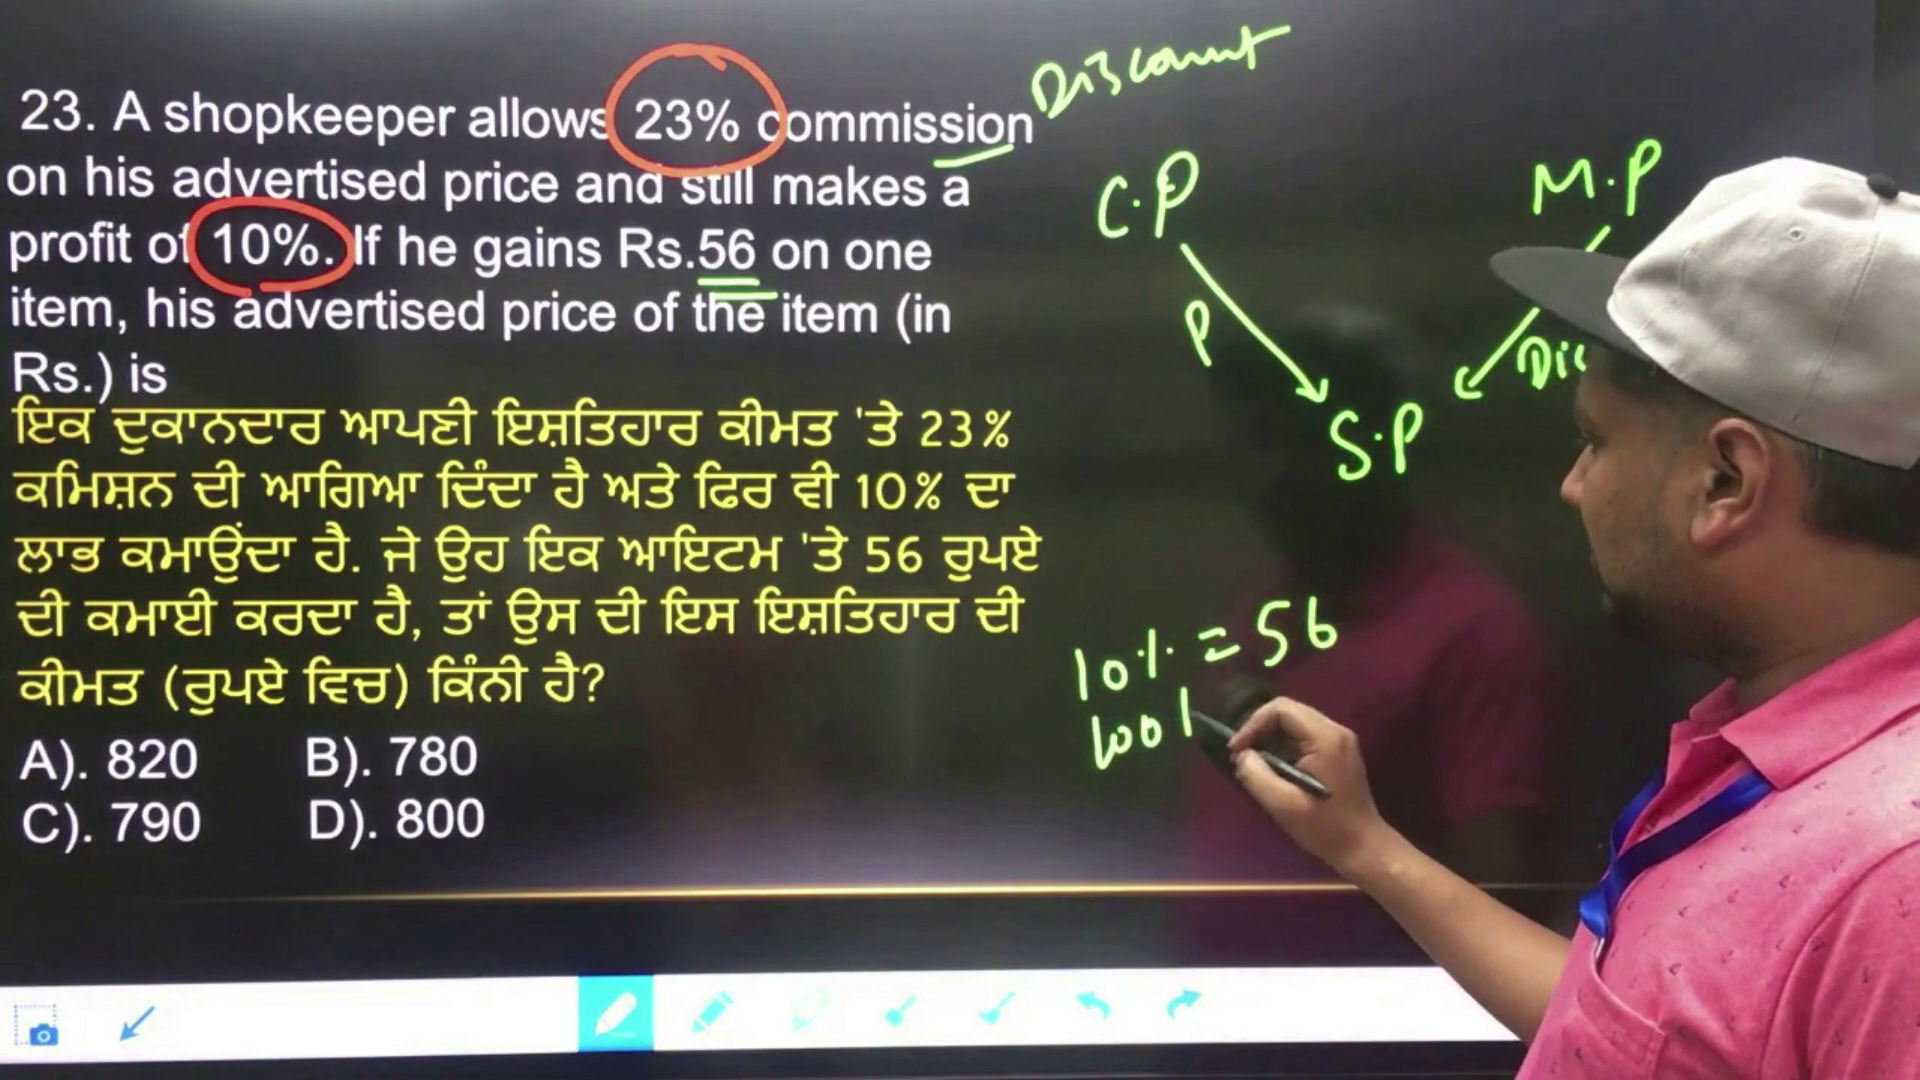 23. A shopkeeper allows 23% commission
on his advertised price and still makes a
profit of 10%. If he gains Rs.56 on one
item, his advertised price of the item (in
Rs.) is
ਇਕ ਦੁਕਾਨਦਾਰ ਆਪਣੀ ਇਸ਼ਤਿਹਾਰ ਕੀਮਤ 'ਤੇ 23%
ਕਮਿਸ਼ਨ ਦੀ ਆਗਿਆ ਦਿੰਦਾ ਹੈ ਅਤੇ ਫਿਰ ਵੀ 10% ਦਾ
ਲਾਭ ਕਮਾਉਂਦਾ ਹੈ. ਜੇ ਉਹ ਇਕ ਆਇਟਮ 'ਤੇ 56 ਰੁਪਏ
ਦੀ ਕਮਾਈ ਕਰਦਾ ਹੈ, ਤਾਂ ਉਸ ਦੀ ਇਸ ਇਸ਼ਤਿਹਾਰ ਦੀ
ਕੀਮਤ (ਰੁਪਏ ਵਿਚ) ਕਿੰਨੀ ਹੈ?
A). 820 B). 780
C). 790 D). 800
Discount
C.P M.P
P Dis
S.P
10% = 56
100